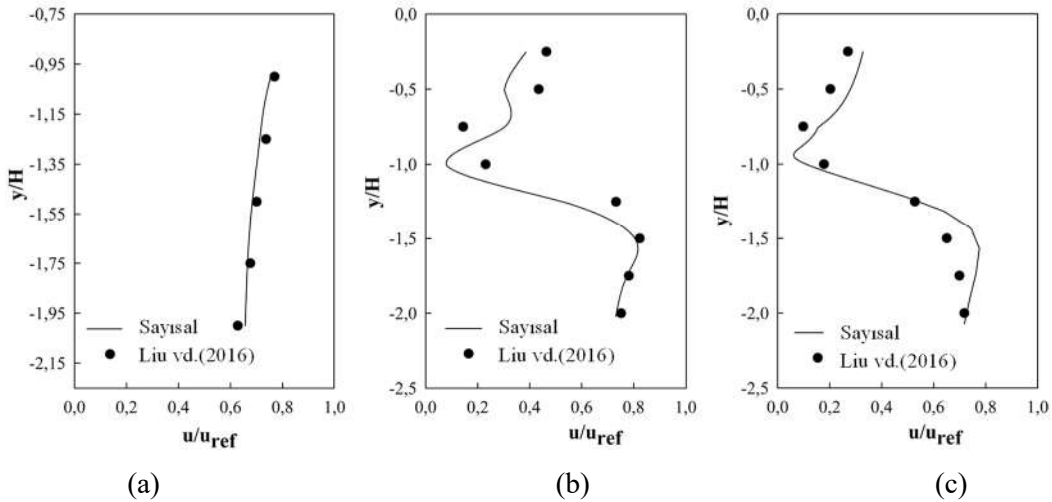 -0,75
-0,95
-1,15
-1,35
-1,55
-1,75
-1,95
-2,15
y/H
0,0 0,2 0,4 0,6 0,8 1,0
u/uref
Sayısal
Liu vd.(2016)
(a)
0,0
-0,5
-1,0
-1,5
-2,0
-2,5
y/H
0,0 0,2 0,4 0,6 0,8 1,0
u/uref
Sayısal
Liu vd.(2016)
(b)
0,0
-0,5
-1,0
-1,5
-2,0
-2,5
y/H
0,0 0,2 0,4 0,6 0,8 1,0
u/uref
Sayısal
Liu vd.(2016)
(c)